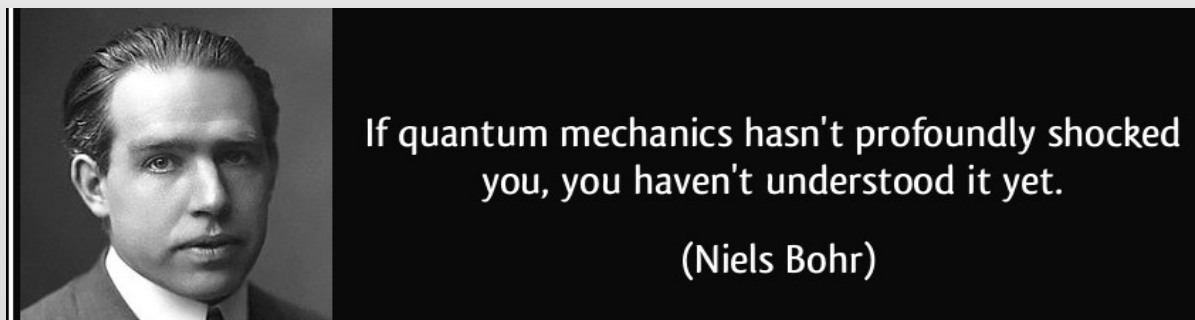 If quantum mechanics hasn't profoundly shocked
you, you haven't understood it yet.
(Niels Bohr)